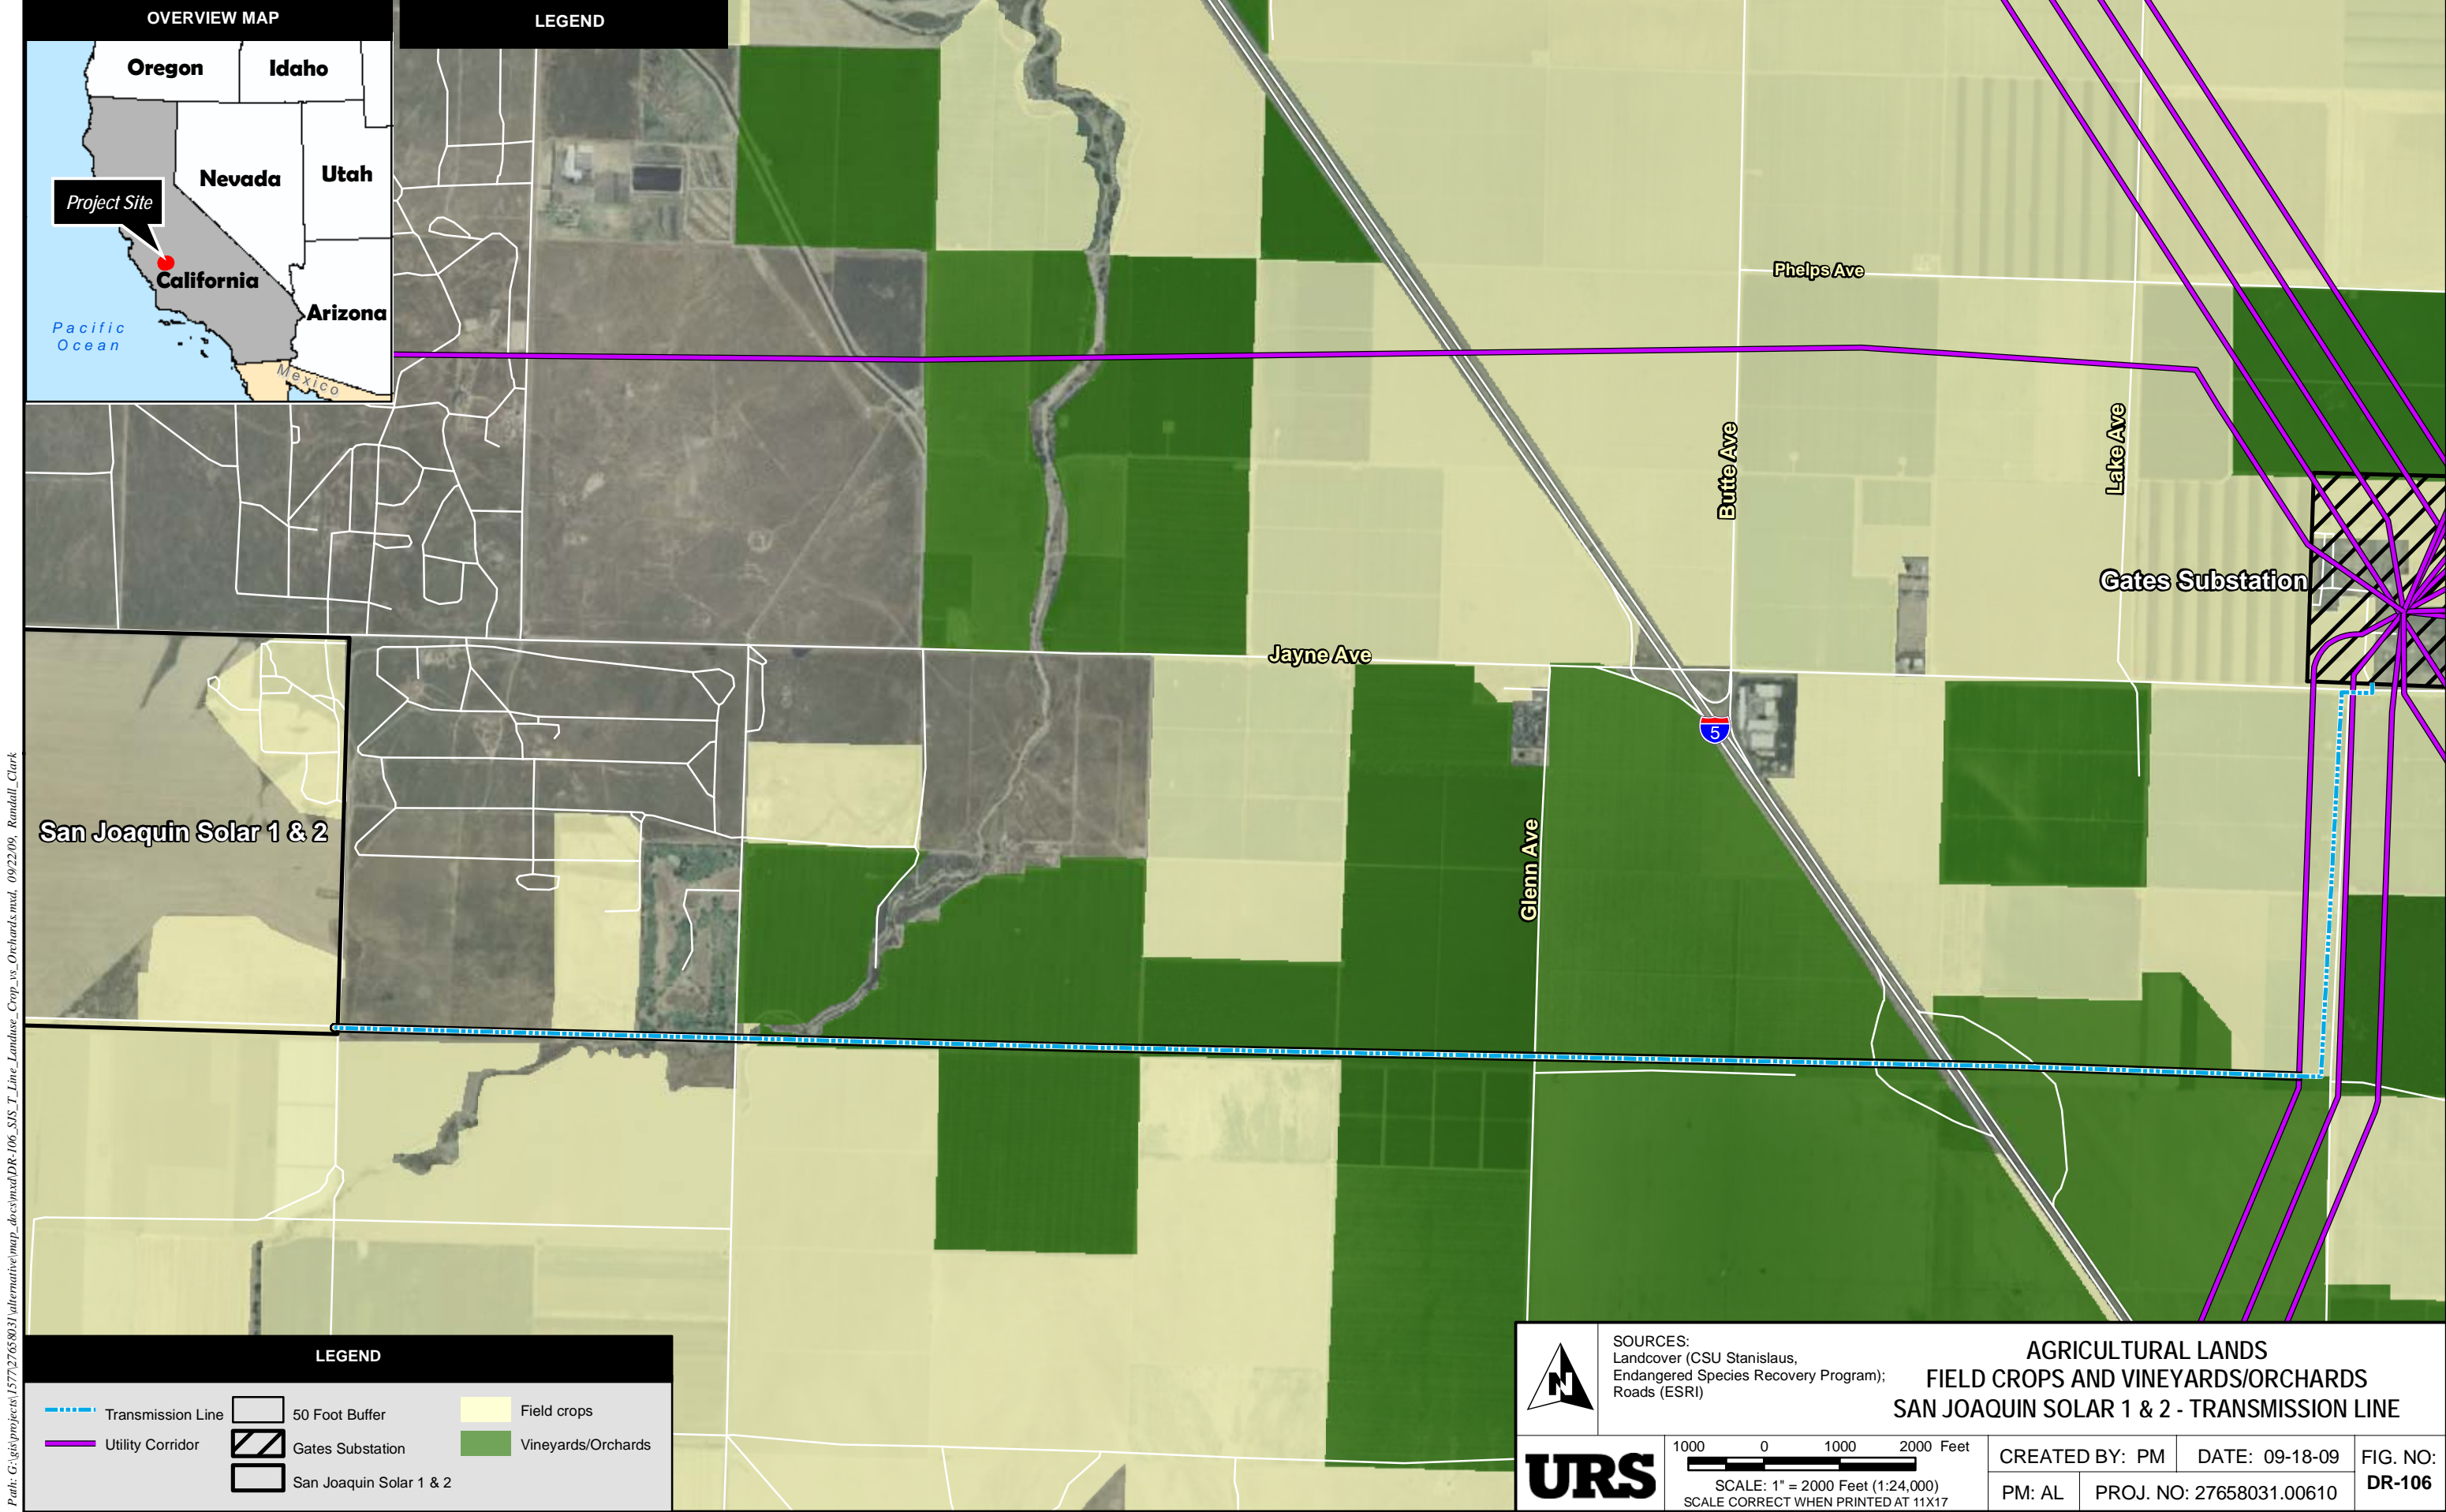 OVERVIEW MAP
LEGEND
Oregon
Idaho
Nevada
Utah
Project Site
California
Arizona
Pacific
Ocean
Mexico
Phelps Ave
Butte Ave
Lake Ave
Gates Substation
Jayne Ave
5
San Joaquin Solar 1 & 2
Glenn Ave
Path: G:\gis\projects\1577\27658031\alternative\map_docs\mxd\DR-106_SJS_T_Line_Landuse_Crop_vs_Orchards.mxd, 09/22/09, Randall_Clark
LEGEND
Transmission Line
50 Foot Buffer
Field crops
Utility Corridor
Gates Substation
Vineyards/Orchards
San Joaquin Solar 1 & 2
N
SOURCES:
Landcover (CSU Stanislaus,
Endangered Species Recovery Program);
Roads (ESRI)
AGRICULTURAL LANDS
FIELD CROPS AND VINEYARDS/ORCHARDS
SAN JOAQUIN SOLAR 1 & 2 - TRANSMISSION LINE
URS
1000 0 1000 2000 Feet
SCALE: 1" = 2000 Feet (1:24,000)
SCALE CORRECT WHEN PRINTED AT 11X17
CREATED BY: PM
DATE: 09-18-09
FIG. NO:
DR-106
PM: AL
PROJ. NO: 27658031.00610